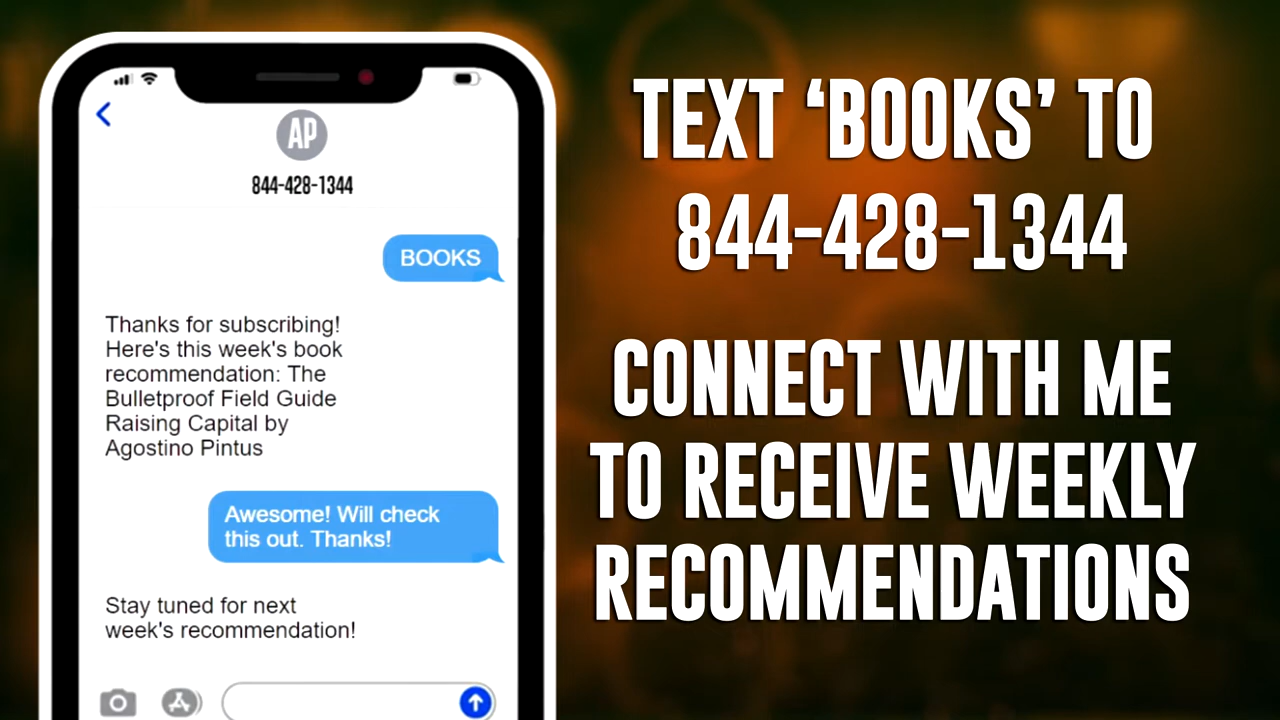 AP
844-428-1344
BOOKS
Thanks for subscribing!
Here's this week's book
recommendation: The
Bulletproof Field Guide
Raising Capital by
Agostino Pintus
Awesome! Will check
this out. Thanks!
Stay tuned for next
week's recommendation!
TEXT ‘BOOKS’ TO
844-428-1344
CONNECT WITH ME
TO RECEIVE WEEKLY
RECOMMENDATIONS